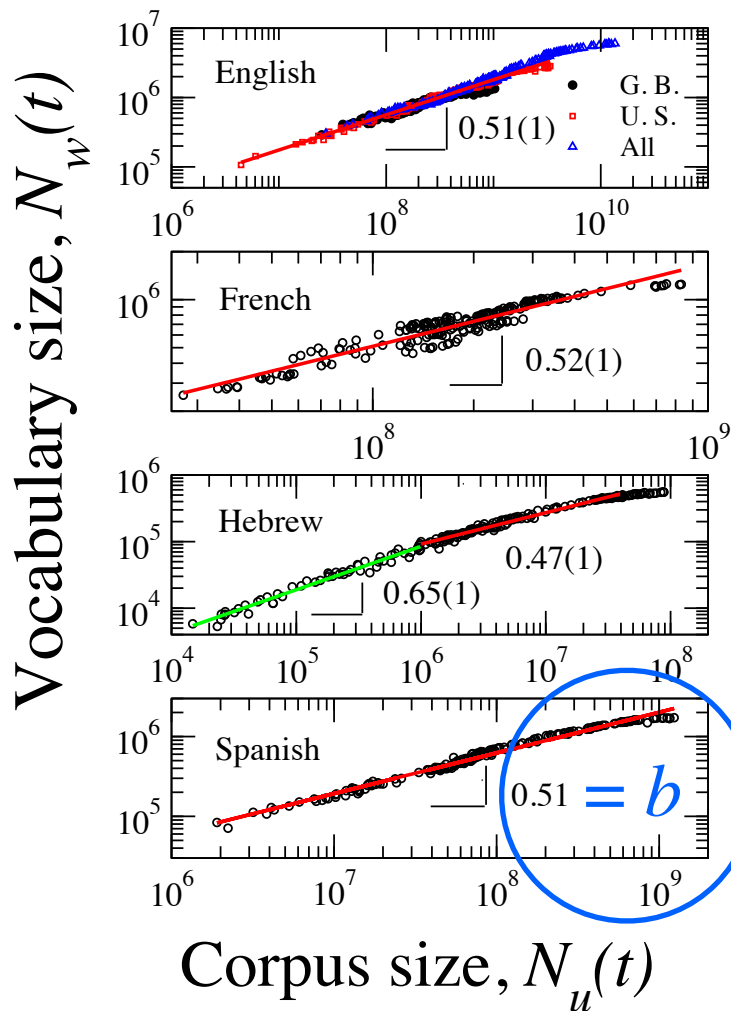 Vocabulary size, N_w(t)
10^7
10^6
10^5
English
G. B.
U. S.
All
0.51(1)
10^6
10^8
10^10
10^6
French
0.52(1)
10^8
10^9
10^6
10^5
10^4
Hebrew
0.47(1)
0.65(1)
10^4
10^5
10^6
10^7
10^8
10^6
10^5
Spanish
0.51 = b
10^6
10^7
10^8
10^9
Corpus size, N_u(t)